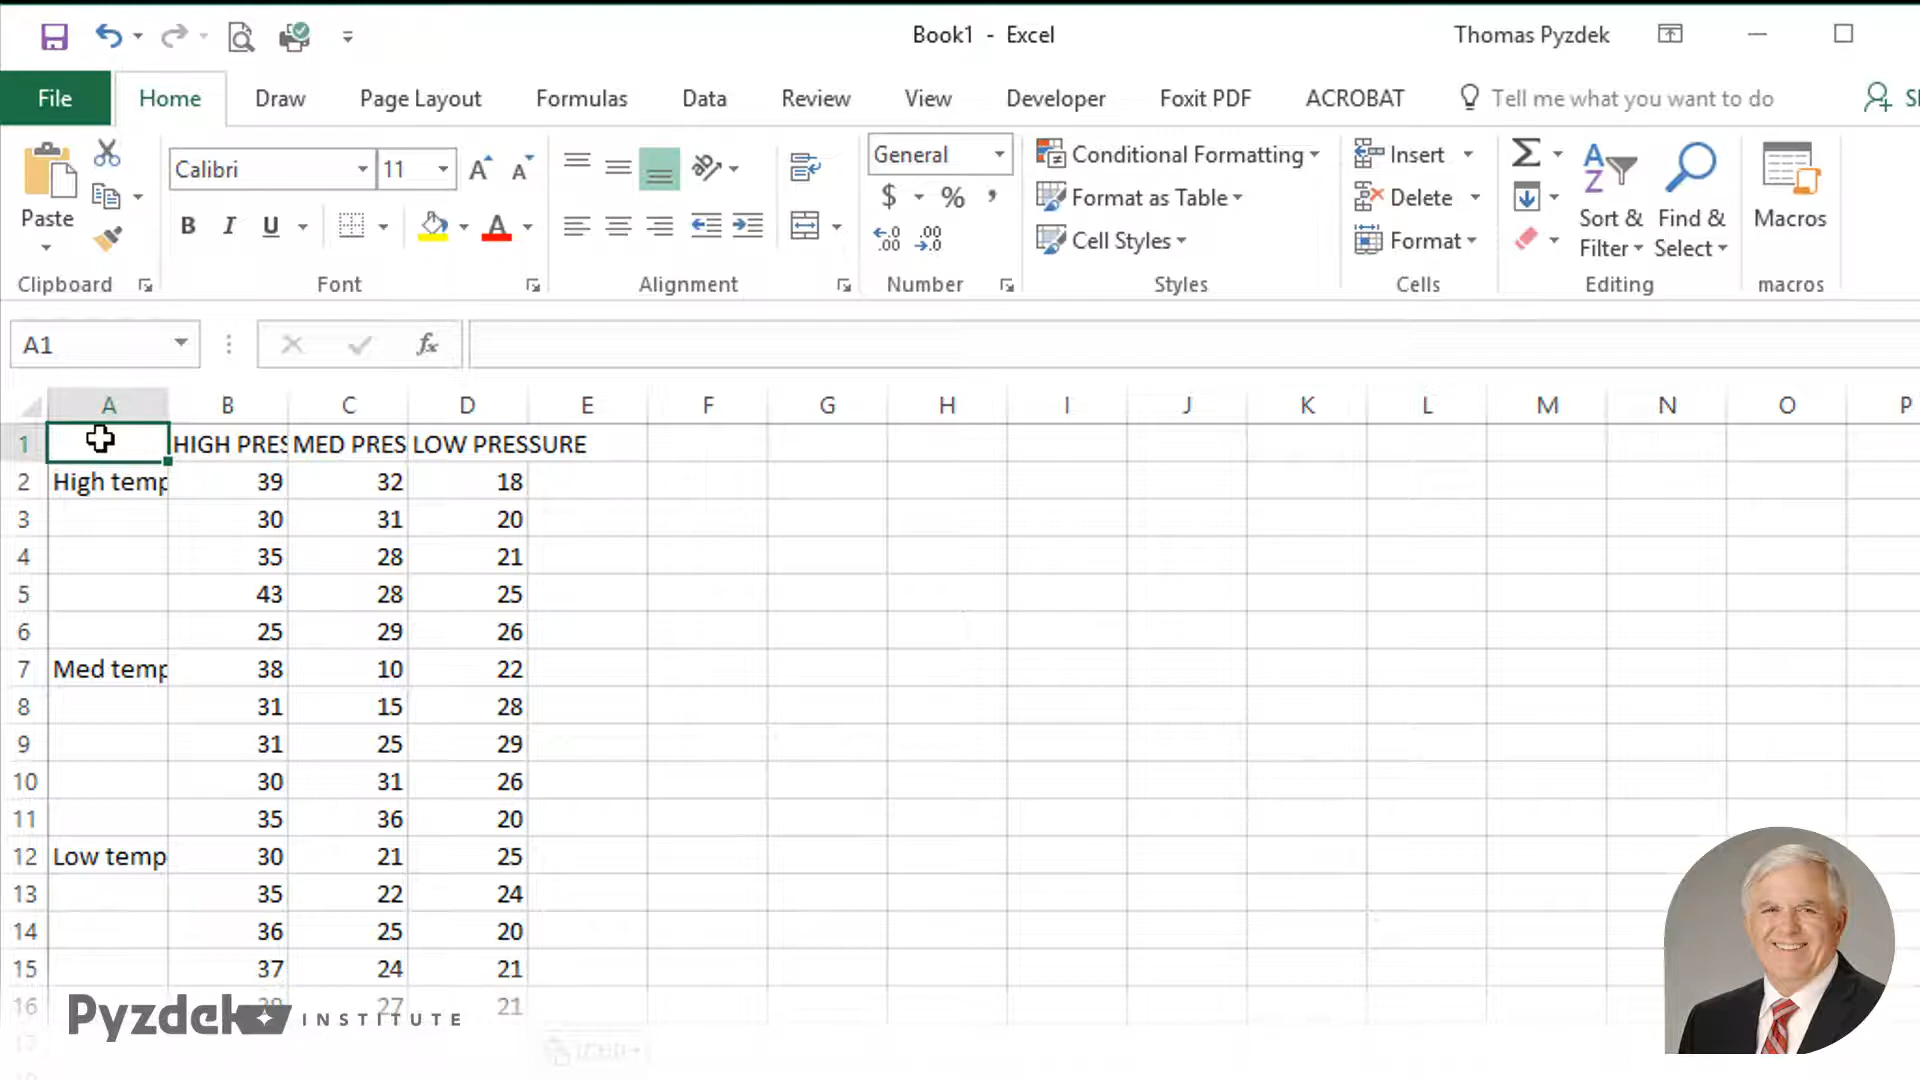 Book1 - Excel
Thomas Pyzdek
File Home Draw Page Layout Formulas Data Review View Developer Foxit PDF ACROBAT Tell me what you want to do
Calibri 11
General
Conditional Formatting
Insert
$ % ,
Format as Table
Delete
Paste
B I U
A
Sort & Filter
Find & Select
Macros
Cell Styles
Format
Clipboard Font Alignment Number Styles Cells Editing macros
A1 fx
A B C D E F G H I J K L M N O P
1 HIGH PRES MED PRES LOW PRESSURE
2 High temp 39 32 18
3 30 31 20
4 35 28 21
5 43 28 25
6 25 29 26
7 Med temp 38 10 22
8 31 15 28
9 31 25 29
10 30 31 26
11 35 36 20
12 Low temp 30 21 25
13 35 22 24
14 36 25 20
15 37 24 21
16 27 21
Pyzdek INSTITUTE
17